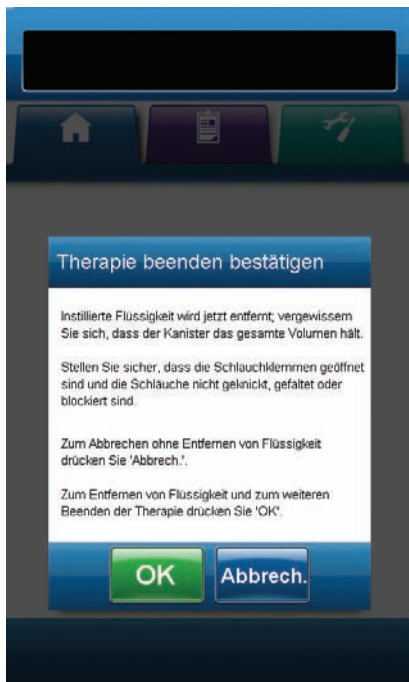 Therapie beenden bestätigen
Instillierte Flüssigkeit wird jetzt entfernt; vergewissern
Sie sich, dass der Kanister das gesamte Volumen hält.
Stellen Sie sicher, dass die Schlauchklemmen geöffnet
sind und die Schläuche nicht geknickt, gefaltet oder
blockiert sind.
Zum Abbrechen ohne Entfernen von Flüssigkeit
drücken Sie 'Abbrech.'.
Zum Entfernen von Flüssigkeit und zum weiteren
Beenden der Therapie drücken Sie 'OK'.
OK
Abbrech.